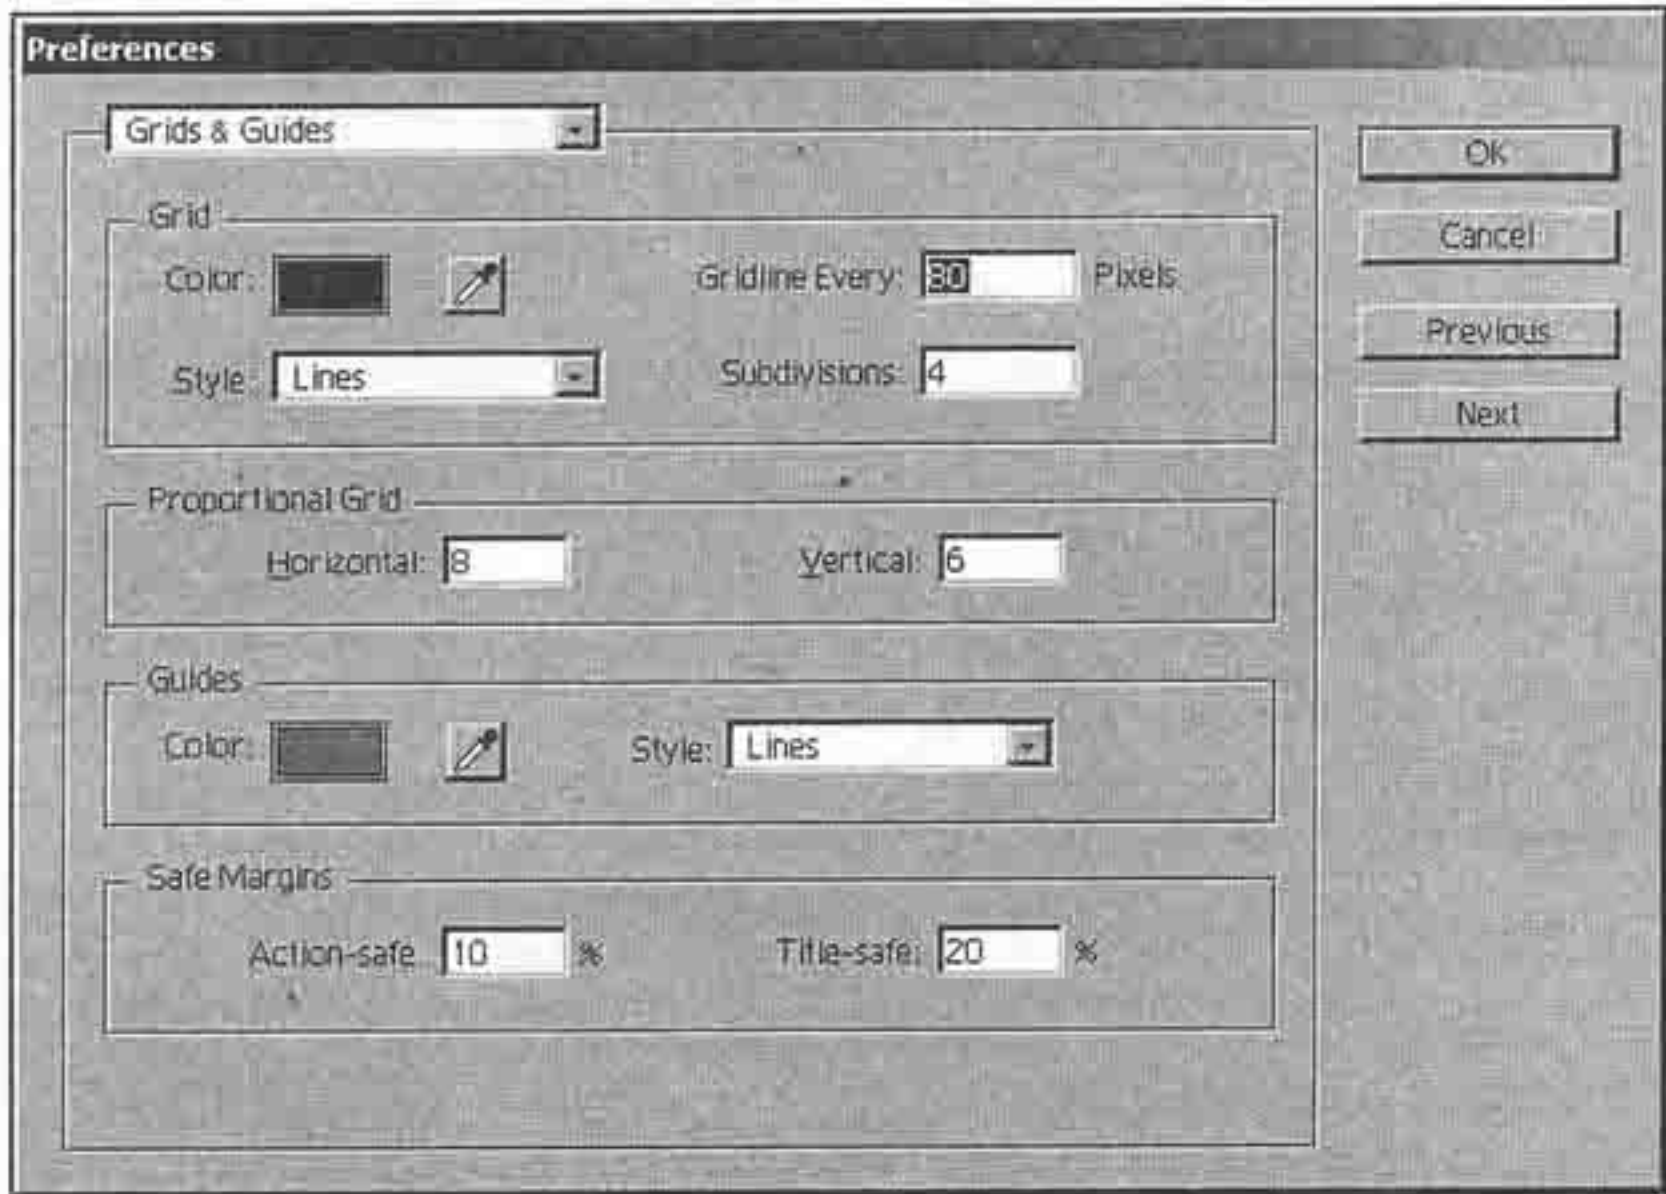 Preferences
Grids & Guides
OK
Grid
Cancel
Color: Gridline Every: 80 Pixels
Previous
Style: Lines Subdivisions: 4
Next
Proportional Grid
Horizontal: 8 Vertical: 6
Guides
Color: Style: Lines
Safe Margins
Action-safe 10 % Title-safe: 20 %